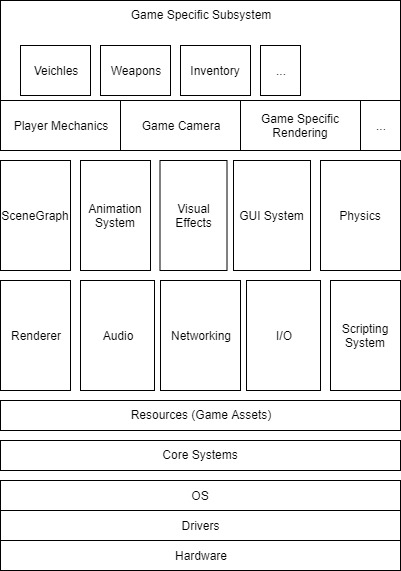 Game Specific Subsystem
Veichles
Weapons
Inventory
...
Player Mechanics
Game Camera
Game Specific
Rendering
...
SceneGraph
Animation
System
Visual
Effects
GUI System
Physics
Renderer
Audio
Networking
I/O
Scripting
System
Resources (Game Assets)
Core Systems
OS
Drivers
Hardware